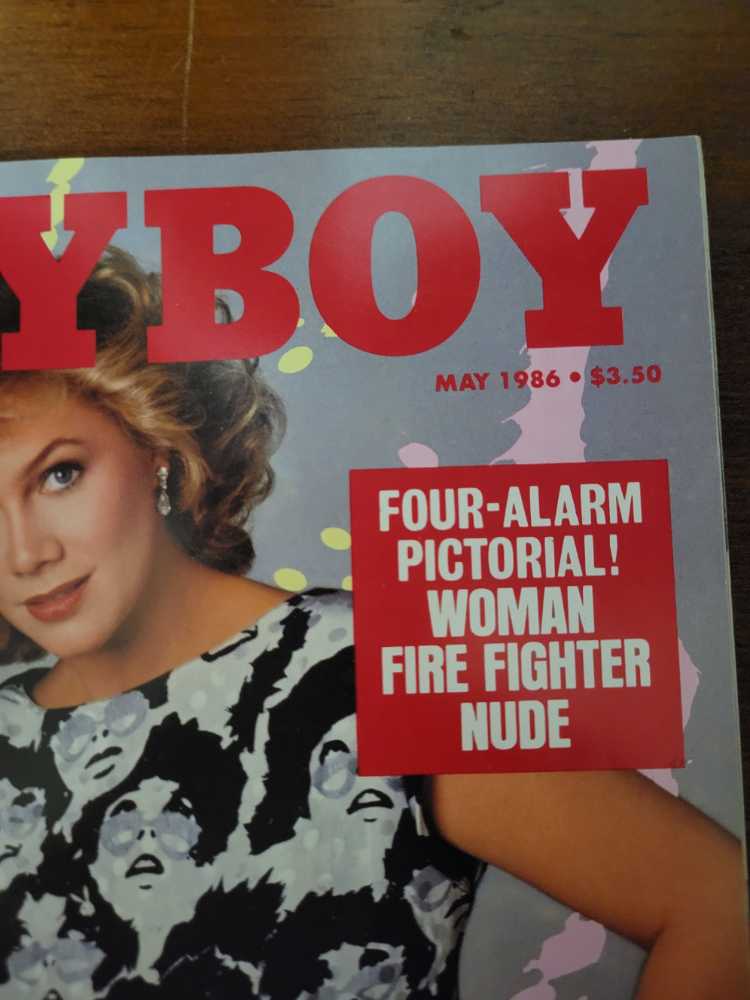 YBOY
MAY 1986 • $3.50
FOUR-ALARM
PICTORIAL!
WOMAN
FIRE FIGHTER
NUDE